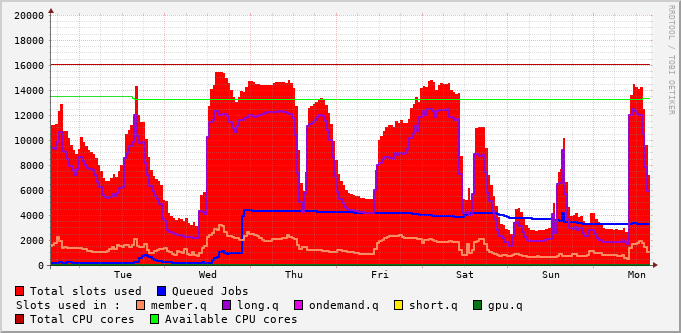 20000
18000
16000
14000
12000
10000
8000
6000
4000
2000
0
Tue Wed Thu Fri Sat Sun Mon
RRDTOOL / TOBI OETIKER
Total slots used Queued Jobs
Slots used in : member.q long.q ondemand.q short.q gpu.q
Total CPU cores Available CPU cores